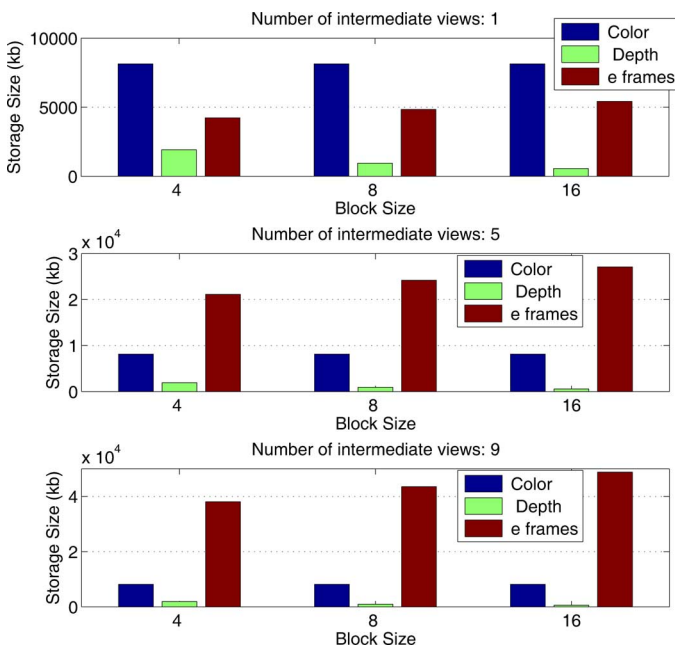 Number of intermediate views: 1
Storage Size (kb)
10000
5000
0
4
8
16
Block Size
Color
Depth
e frames
Number of intermediate views: 5
x 10^4
Storage Size (kb)
3
2
1
0
4
8
16
Block Size
Color
Depth
e frames
Number of intermediate views: 9
x 10^4
Storage Size (kb)
4
2
0
4
8
16
Block Size
Color
Depth
e frames